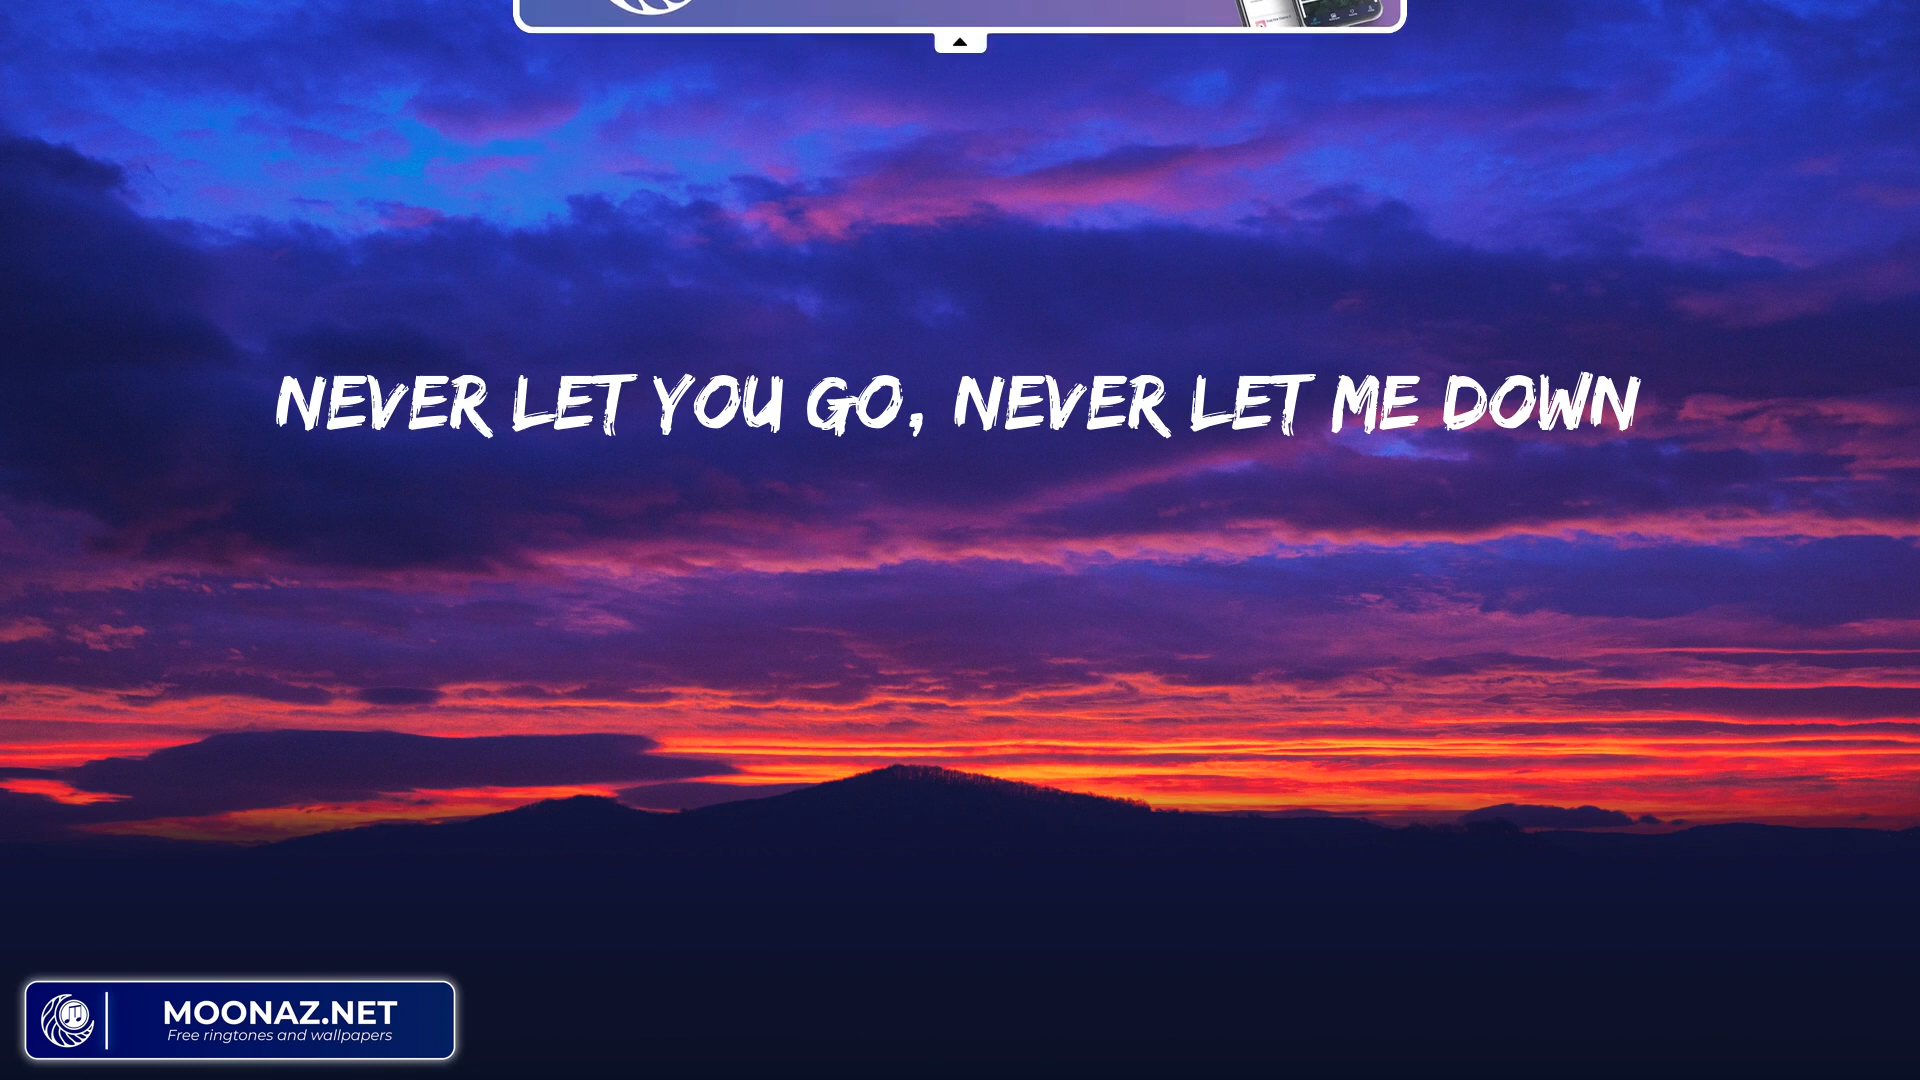 NEVER LET YOU GO, NEVER LET ME DOWN
MOONAZ.NET
Free ringtones and wallpapers